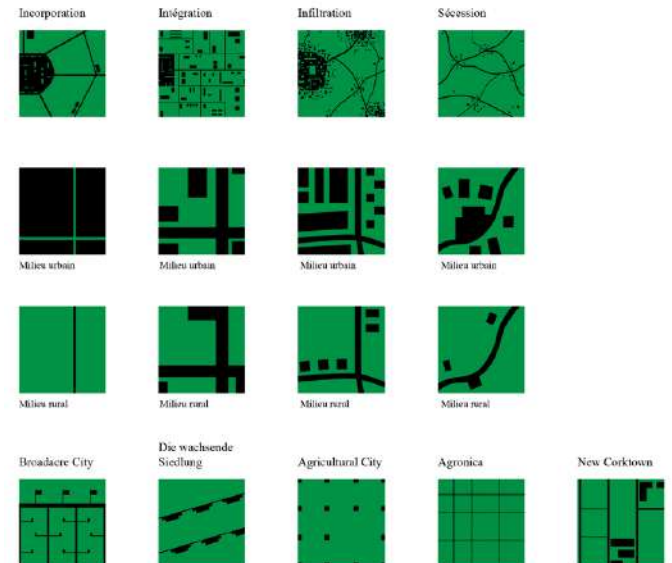 Incorporation
Intégration
Infiltration
Sécession
Milieu urbain
Milieu urbain
Milieu urbain
Milieu urbain
Milieu rural
Milieu rural
Milieu rural
Milieu rural
Broadacre City
Die wachsende
Siedlung
Agricultural City
Agronica
New Corktown